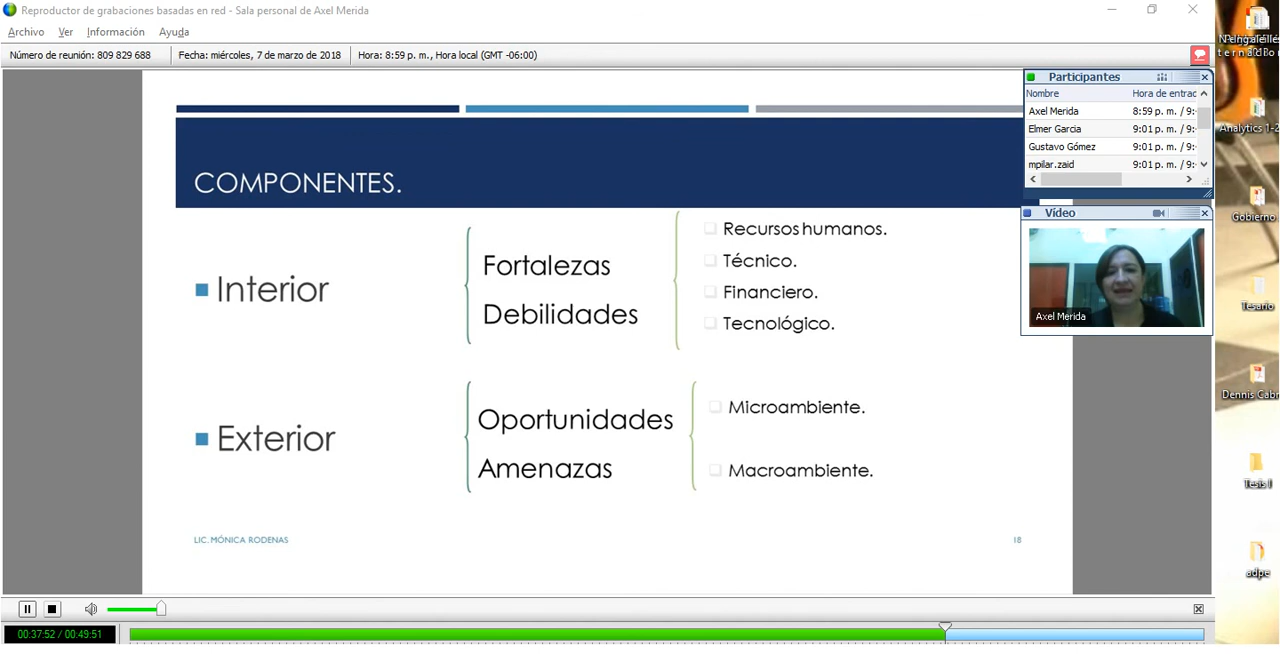 Reproductor de grabaciones basadas en red - Sala personal de Axel Merida
Archivo Ver Información Ayuda
Número de reunión: 809 829 688 Fecha: miércoles, 7 de marzo de 2018 Hora: 8:59 p. m., Hora local (GMT -06:00)
Participantes
Nombre Hora de entrac
Axel Merida 8:59 p. m. / 9:
Elmer Garcia 9:01 p. m. / 9:
Gustavo Gómez 9:01 p. m. / 9:
mpilar.zaid 9:01 p. m. / 9:
Vídeo
Axel Merida
COMPONENTES.
Interior
Fortalezas
Debilidades
Recursos humanos.
Técnico.
Financiero.
Tecnológico.
Exterior
Oportunidades
Amenazas
Microambiente.
Macroambiente.
LIC. MÓNICA RODENAS 18
00:37:52 / 00:49:51
Analytics 1-2
Gobierno
Tesario
Dennis Cabr
Tesis I
adpe